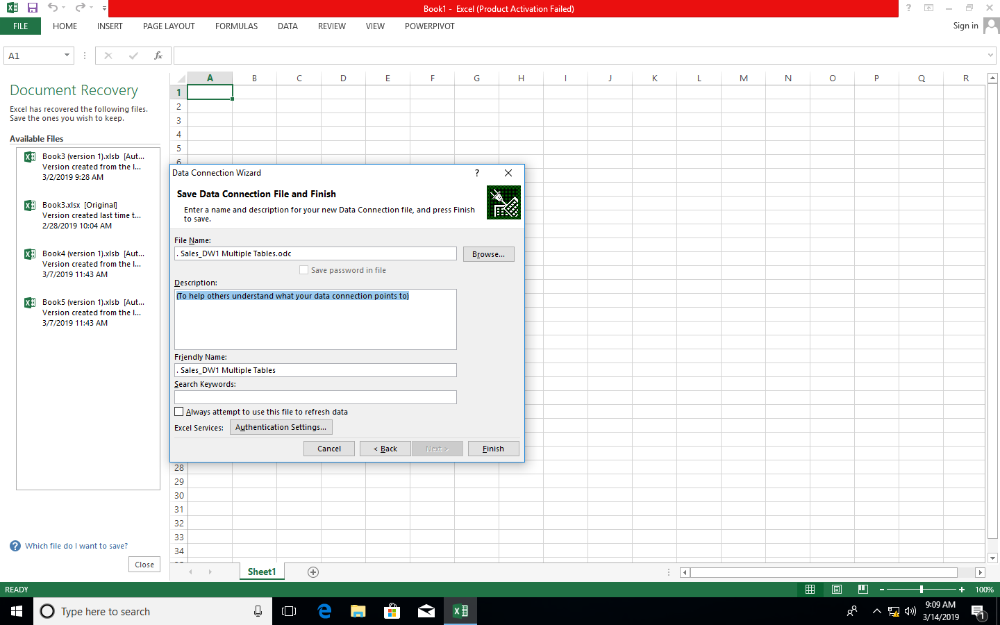 Book1 - Excel (Product Activation Failed)
FILE HOME INSERT PAGE LAYOUT FORMULAS DATA REVIEW VIEW POWERPIVOT Sign in
A1 fx
A B C D E F G H I J K L M N O P Q R
Document Recovery
Excel has recovered the following files.
Save the ones you wish to keep.
Available Files
Book3 (version 1).xlsb [Aut...
Version created from the l...
3/2/2019 9:28 AM
Book3.xlsx [Original]
Version created last time t...
2/28/2019 10:04 AM
Book4 (version 1).xlsb [Aut...
Version created from the l...
3/7/2019 11:43 AM
Book5 (version 1).xlsb [Aut...
Version created from the l...
3/7/2019 11:43 AM
Which file do I want to save?
Close
1
2
3
4
5
6
Data Connection Wizard
Save Data Connection File and Finish
Enter a name and description for your new Data Connection file, and press Finish
to save.
File Name:
. Sales_DW1 Multiple Tables.odc
Browse...
Save password in file
Description:
(To help others understand what your data connection points to)
Friendly Name:
. Sales_DW1 Multiple Tables
Search Keywords:
Always attempt to use this file to refresh data
Excel Services: Authentication Settings...
Cancel < Back Next > Finish
28
29
30
31
32
33
34
Sheet1
READY
100%
Type here to search
9:09 AM
3/14/2019
1